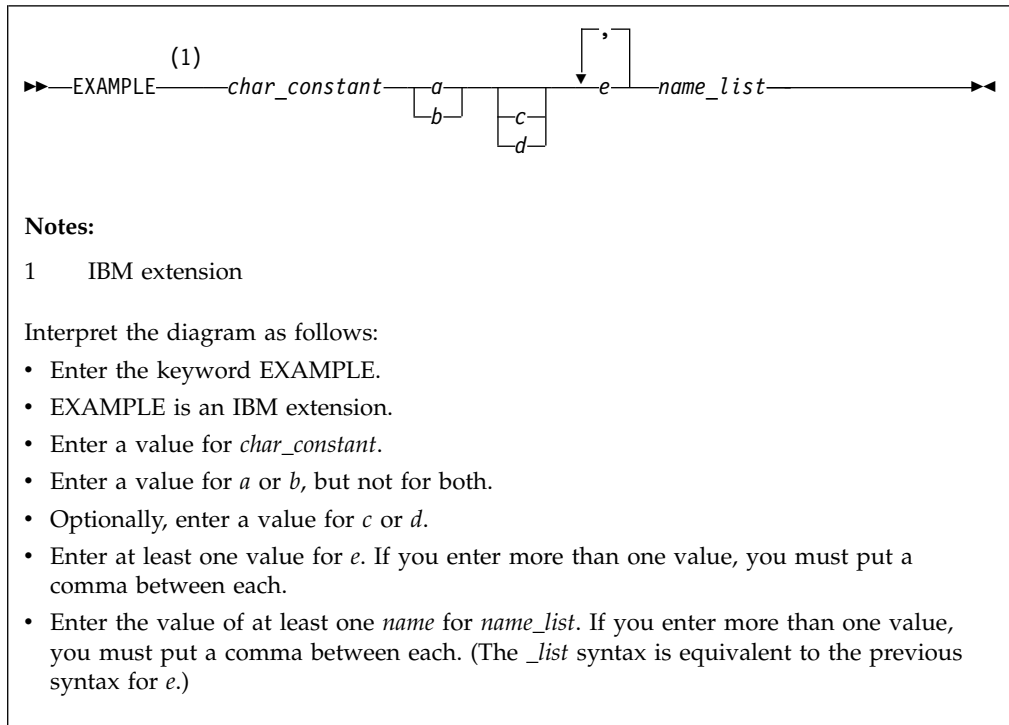 ,
(1)
EXAMPLE char_constant a e name_list
b c
d
Notes:
1 IBM extension
Interpret the diagram as follows:
• Enter the keyword EXAMPLE.
• EXAMPLE is an IBM extension.
• Enter a value for char_constant.
• Enter a value for a or b, but not for both.
• Optionally, enter a value for c or d.
• Enter at least one value for e. If you enter more than one value, you must put a
comma between each.
• Enter the value of at least one name for name_list. If you enter more than one value,
you must put a comma between each. (The _list syntax is equivalent to the previous
syntax for e.)